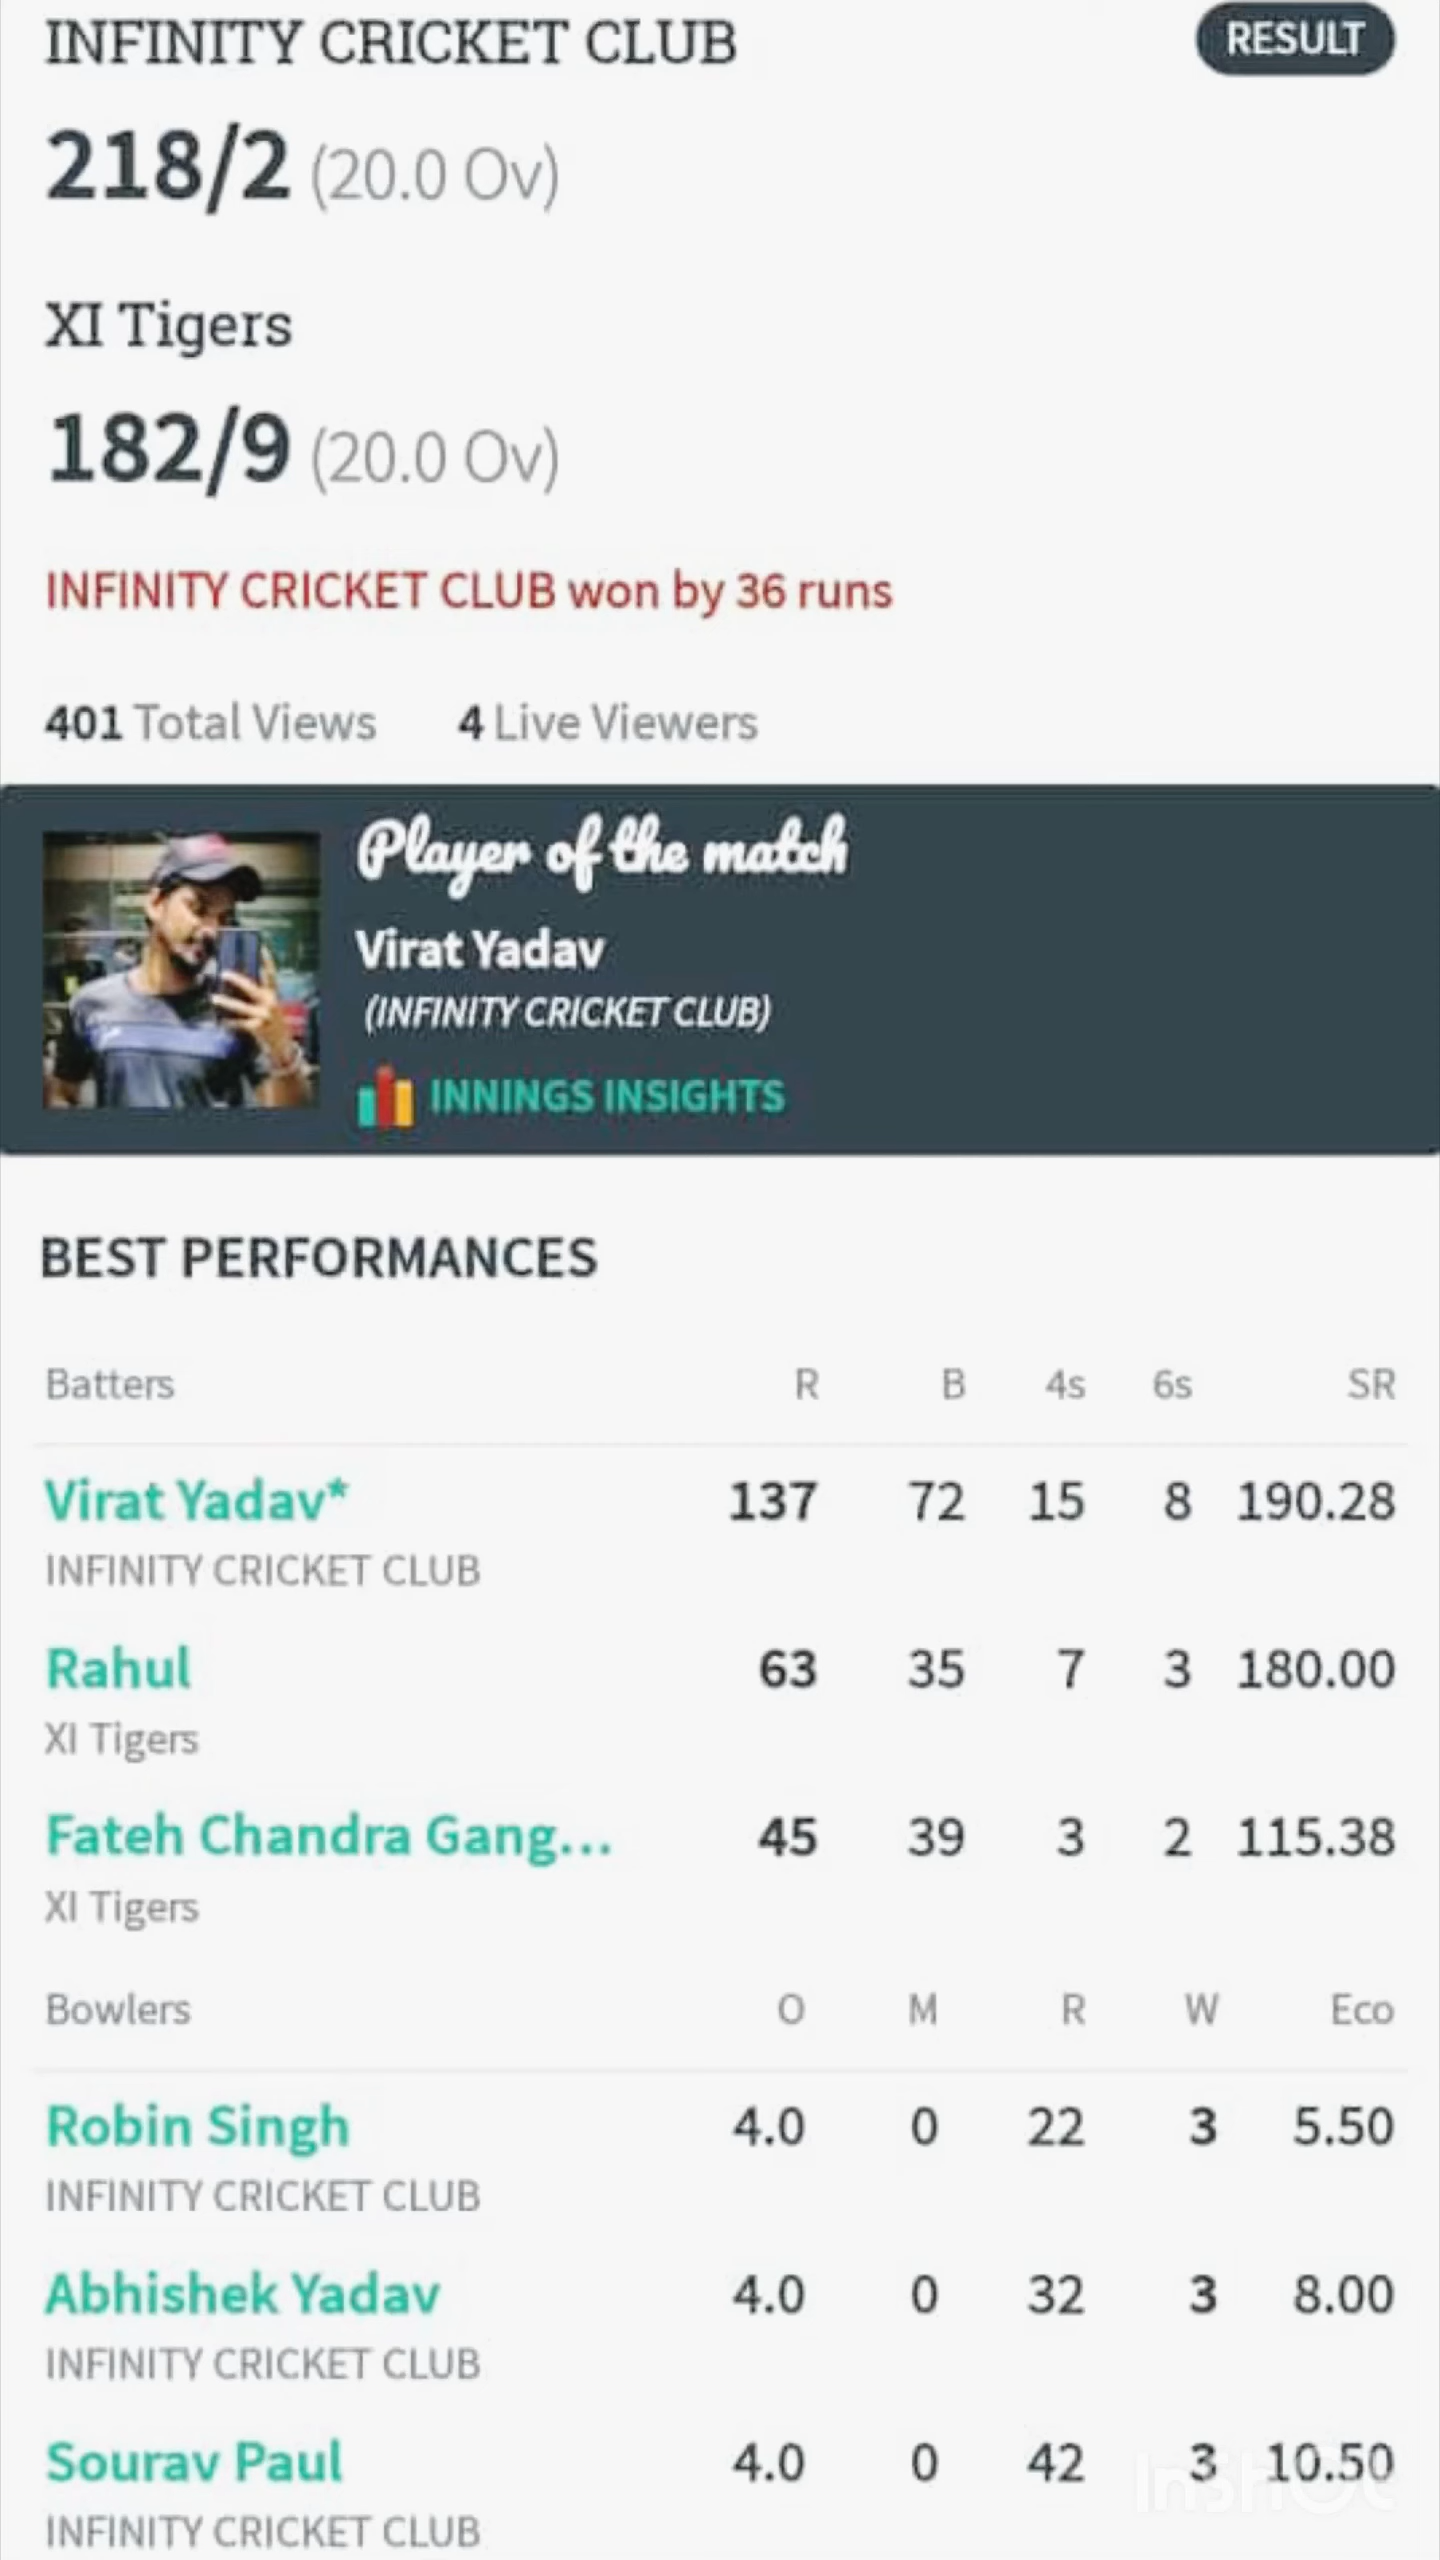 INFINITY CRICKET CLUB RESULT
218/2 (20.0 Ov)
XI Tigers
182/9 (20.0 Ov)
INFINITY CRICKET CLUB won by 36 runs
401 Total Views 4 Live Viewers
Player of the match
Virat Yadav
(INFINITY CRICKET CLUB)
INNINGS INSIGHTS
BEST PERFORMANCES
Batters R B 4s 6s SR
Virat Yadav* 137 72 15 8 190.28
INFINITY CRICKET CLUB
Rahul 63 35 7 3 180.00
XI Tigers
Fateh Chandra Gang... 45 39 3 2 115.38
XI Tigers
Bowlers O M R W Eco
Robin Singh 4.0 0 22 3 5.50
INFINITY CRICKET CLUB
Abhishek Yadav 4.0 0 32 3 8.00
INFINITY CRICKET CLUB
Sourav Paul 4.0 0 42 3 10.50
InShOt
INFINITY CRICKET CLUB